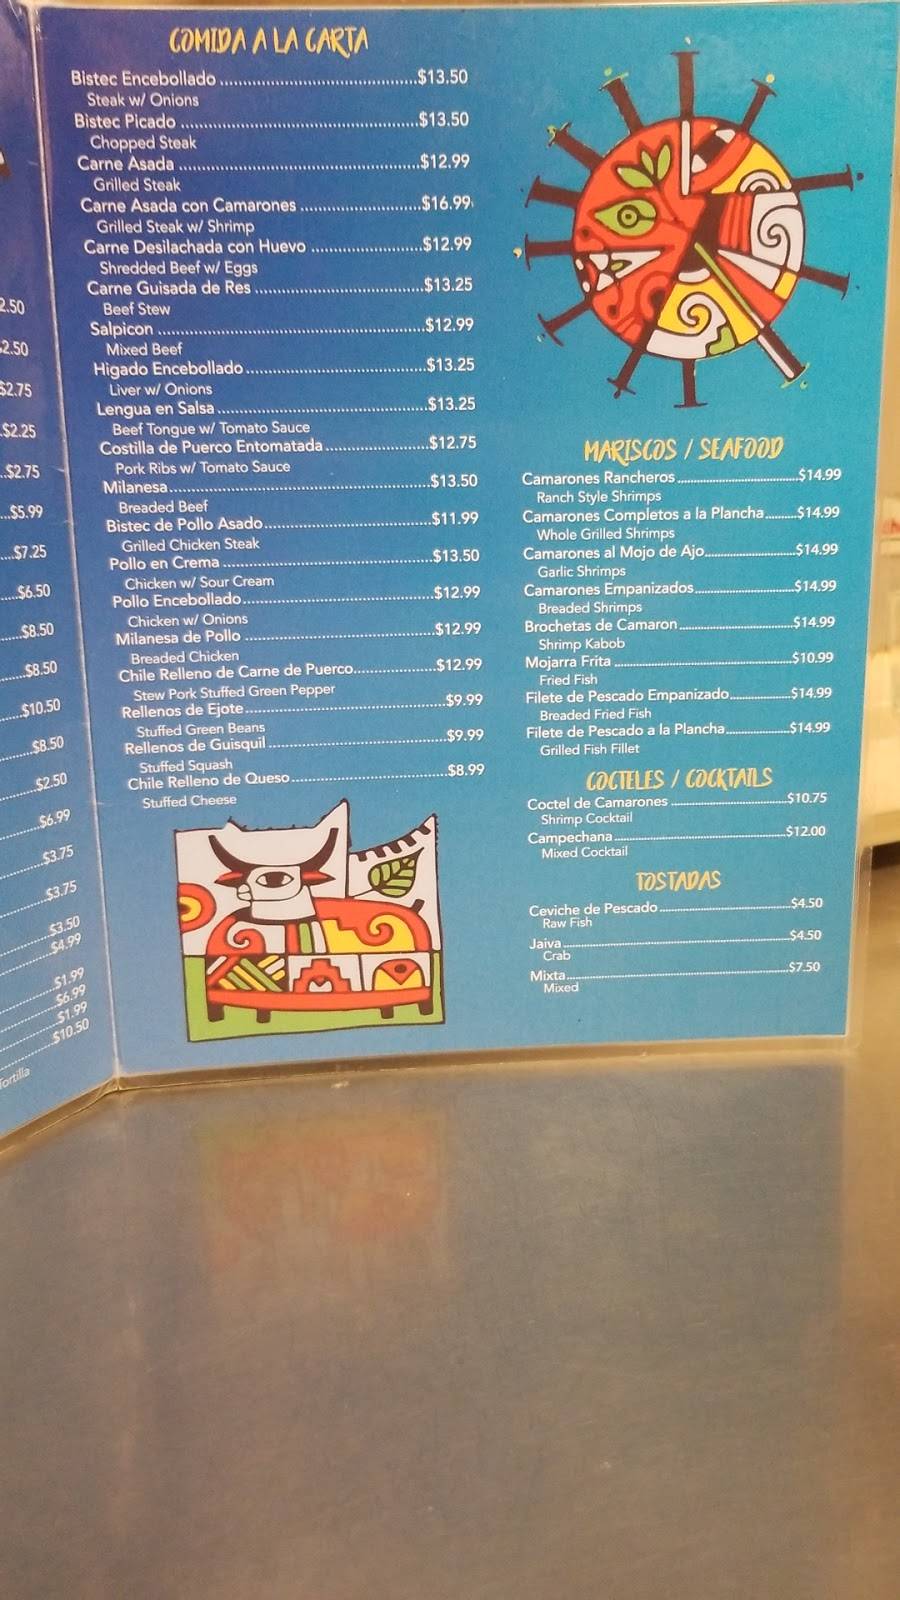 2.50
2.50
$2.75
$2.25
$2.75
$5.99
$7.25
$6.50
$8.50
$8.50
$10.50
$8.50
$2.50
$6.99
$3.75
$3.75
$3.50
$4.99
$1.99
$6.99
$1.99
$10.50
Tortilla
COMIDA A LA CARTA
Bistec Encebollado $13.50
Steak w/ Onions
Bistec Picado $13.50
Chopped Steak
Carne Asada $12.99
Grilled Steak
Carne Asada con Camarones $16.99
Grilled Steak w/ Shrimp
Carne Desilachada con Huevo $12.99
Shredded Beef w/ Eggs
Carne Guisada de Res $13.25
Beef Stew
Salpicon $12.99
Mixed Beef
Higado Encebollado $13.25
Liver w/ Onions
Lengua en Salsa $13.25
Beef Tongue w/ Tomato Sauce
Costilla de Puerco Entomatada $12.75
Pork Ribs w/ Tomato Sauce
Milanesa $13.50
Breaded Beef
Bistec de Pollo Asado $11.99
Grilled Chicken Steak
Pollo en Crema $13.50
Chicken w/ Sour Cream
Pollo Encebollado $12.99
Chicken w/ Onions
Milanesa de Pollo $12.99
Breaded Chicken
Chile Relleno de Carne de Puerco $12.99
Stew Pork Stuffed Green Pepper
Rellenos de Ejote $9.99
Stuffed Green Beans
Rellenos de Guisquil $9.99
Stuffed Squash
Chile Relleno de Queso $8.99
Stuffed Cheese
MARISCOS / SEAFOOD
Camarones Rancheros $14.99
Ranch Style Shrimps
Camarones Completos a la Plancha $14.99
Whole Grilled Shrimps
Camarones al Mojo de Ajo $14.99
Garlic Shrimps
Camarones Empanizados $14.99
Breaded Shrimps
Brochetas de Camaron $14.99
Shrimp Kabob
Mojarra Frita $10.99
Fried Fish
Filete de Pescado Empanizado $14.99
Breaded Fried Fish
Filete de Pescado a la Plancha $14.99
Grilled Fish Fillet
COCTELES / COCKTAILS
Coctel de Camarones $10.75
Shrimp Cocktail
Campechana $12.00
Mixed Cocktail
TOSTADAS
Ceviche de Pescado $4.50
Raw Fish
Jaiva $4.50
Crab
Mixta $7.50
Mixed